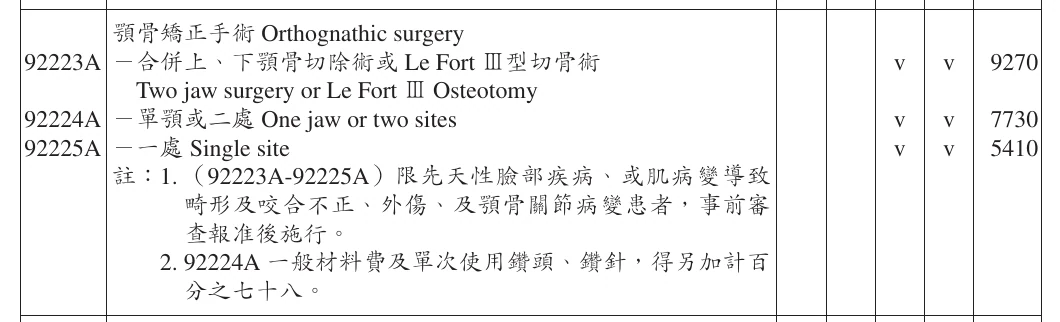 顎骨矯正手術 Orthognathic surgery
92223A －合併上、下顎骨切除術或 Le Fort Ⅲ型切骨術 v v 9270
Two jaw surgery or Le Fort Ⅲ Osteotomy
92224A －單顎或二處 One jaw or two sites v v 7730
92225A －一處 Single site v v 5410
註：1.（92223A-92225A）限先天性臉部疾病、或肌病變導致
畸形及咬合不正、外傷、及顎骨關節病變患者，事前審
查報准後施行。
2. 92224A 一般材料費及單次使用鑽頭、鑽針，得另加計百
分之七十八。